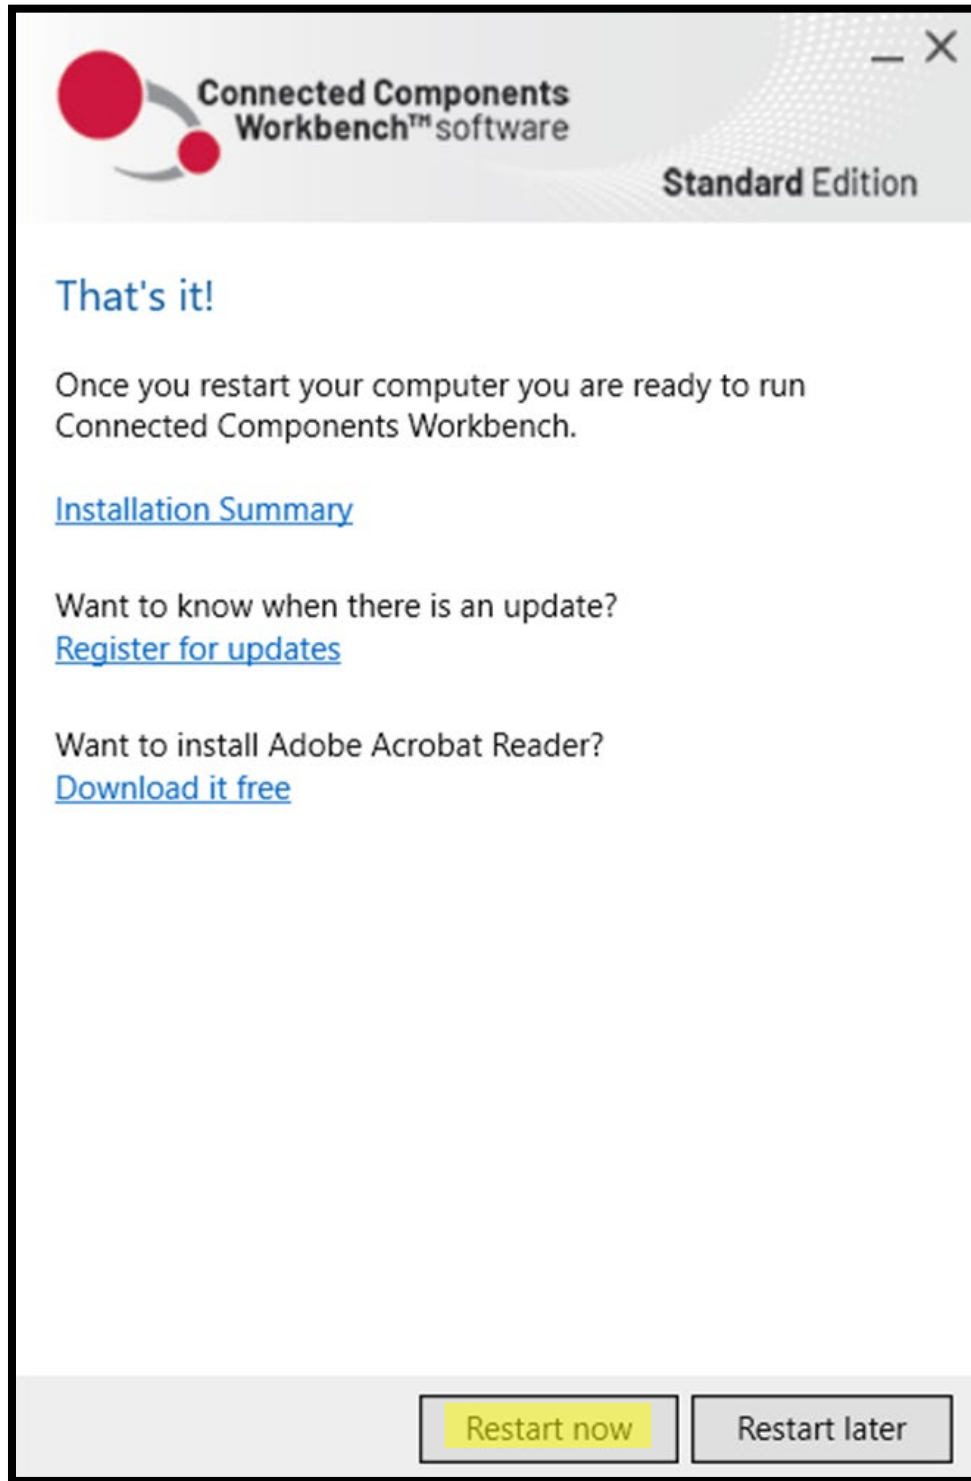 Connected Components
Workbench™ software
Standard Edition
That's it!
Once you restart your computer you are ready to run
Connected Components Workbench.
Installation Summary
Want to know when there is an update?
Register for updates
Want to install Adobe Acrobat Reader?
Download it free
Restart now
Restart later